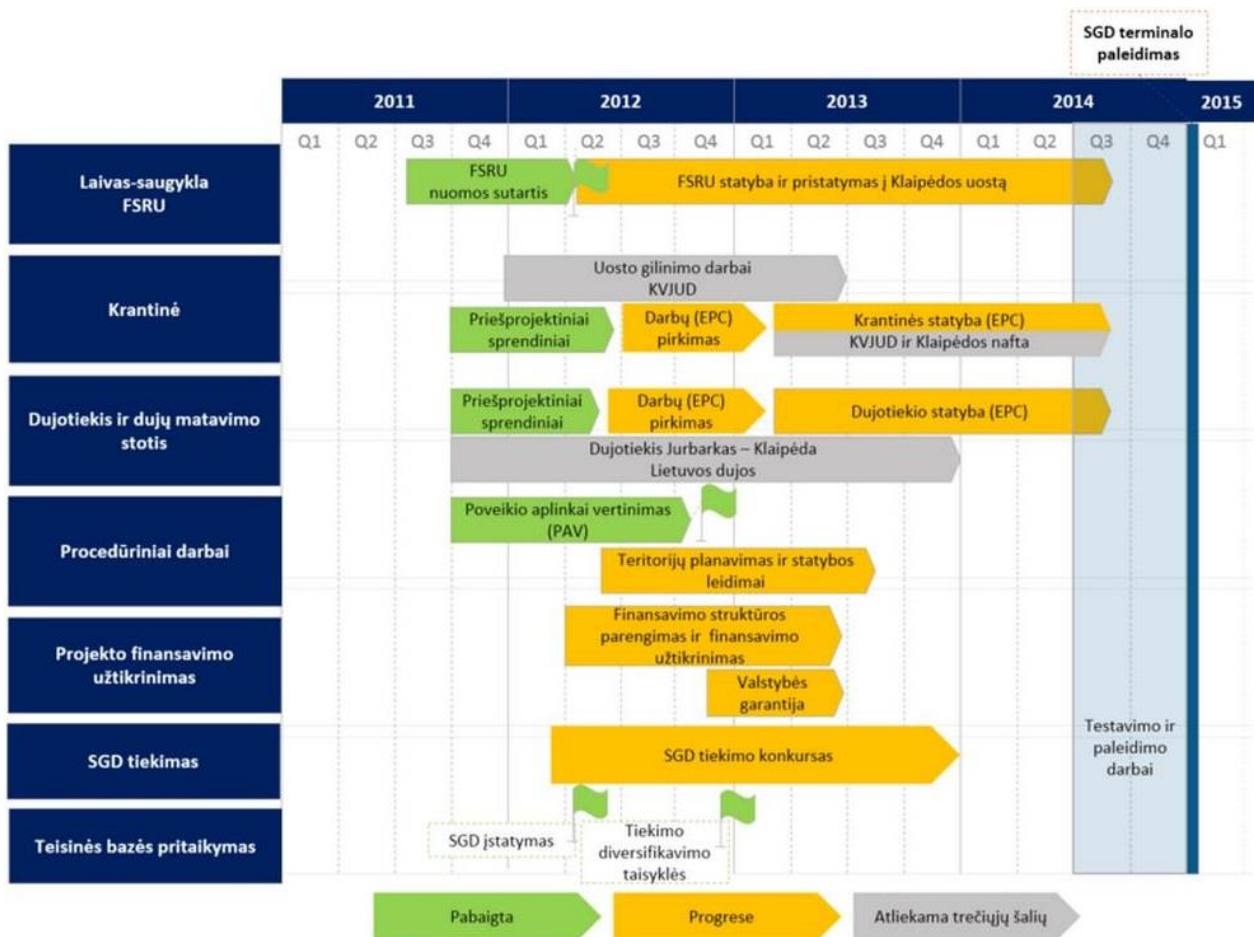 SGD terminalo
paleidimas
2011 2012 2013 2014 2015
Q1 Q2 Q3 Q4 Q1 Q2 Q3 Q4 Q1 Q2 Q3 Q4 Q1 Q2 Q3 Q4 Q1
Laivas-saugykla
FSRU
FSRU
nuomos sutartis
FSRU statyba ir pristatymas į Klaipėdos uostą
Krantinė
Uosto gilinimo darbai
KVJUD
Priešprojektiniai
sprendiniai
Darbų (EPC)
pirkimas
Krantinės statyba (EPC)
KVJUD ir Klaipėdos nafta
Dujotiekis ir dujų matavimo
stotis
Priešprojektiniai
sprendiniai
Darbų (EPC)
pirkimas
Dujotiekio statyba (EPC)
Dujotiekis Jurbarkas – Klaipėda
Lietuvos dujos
Procedūriniai darbai
Poveikio aplinkai vertinimas
(PAV)
Teritorijų planavimas ir statybos
leidimai
Projekto finansavimo
užtikrinimas
Finansavimo struktūros
parengimas ir finansavimo
užtikrinimas
Valstybės
garantija
SGD tiekimas
SGD tiekimo konkursas
Testavimo ir
paleidimo
darbai
Teisinės bazės pritaikymas
SGD įstatymas
Tiekimo
diversifikavimo
taisyklės
Pabaigta
Progrese
Atliekama trečiųjų šalių